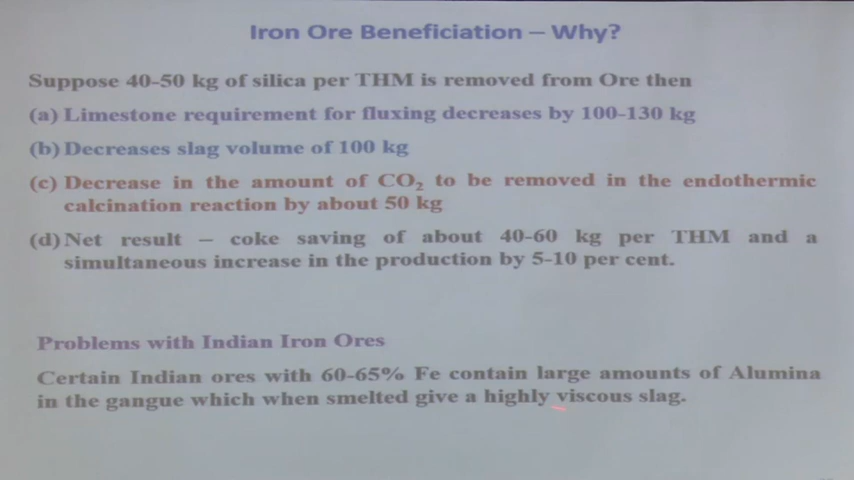 Iron Ore Beneficiation – Why?
Suppose 40-50 kg of silica per THM is removed from Ore then
(a) Limestone requirement for fluxing decreases by 100-130 kg
(b) Decreases slag volume of 100 kg
(c) Decrease in the amount of CO₂ to be removed in the endothermic
calcination reaction by about 50 kg
(d) Net result – coke saving of about 40-60 kg per THM and a
simultaneous increase in the production by 5-10 per cent.
Problems with Indian Iron Ores
Certain Indian ores with 60-65% Fe contain large amounts of Alumina
in the gangue which when smelted give a highly viscous slag.